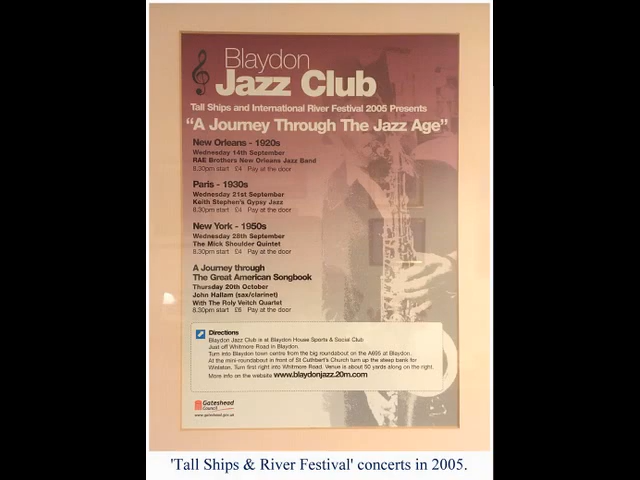 Blaydon
Jazz Club
Tall Ships and International River Festival 2005 Presents
"A Journey Through The Jazz Age"
New Orleans - 1920s
Wednesday 14th September
RAE Brothers New Orleans Jazz Band
8.30pm start £4 Pay at the door
Paris - 1930s
Wednesday 21st September
Keith Stephen's Gypsy Jazz
8.30pm start £4 Pay at the door
New York - 1950s
Wednesday 28th September
The Mick Shoulder Quintet
8.30pm start £4 Pay at the door
A Journey through
The Great American Songbook
Thursday 20th October
John Hallam (sax/clarinet)
With The Roly Veitch Quartet
8.30pm start £6 Pay at the door
Directions
Blaydon Jazz Club is at Blaydon House Sports & Social Club
Just off Whitmore Road in Blaydon.
Turn into Blaydon town centre from the big roundabout on the A695 at Blaydon.
At the mini-roundabout in front of St Cuthbert's Church turn up the steep bank for
Winlaton. Turn first right into Whitmore Road. Venue is about 50 yards along on the right.
More info on the website www.blaydonjazz.20m.com
Gateshead
Council
www.gateshead.gov.uk
'Tall Ships & River Festival' concerts in 2005.